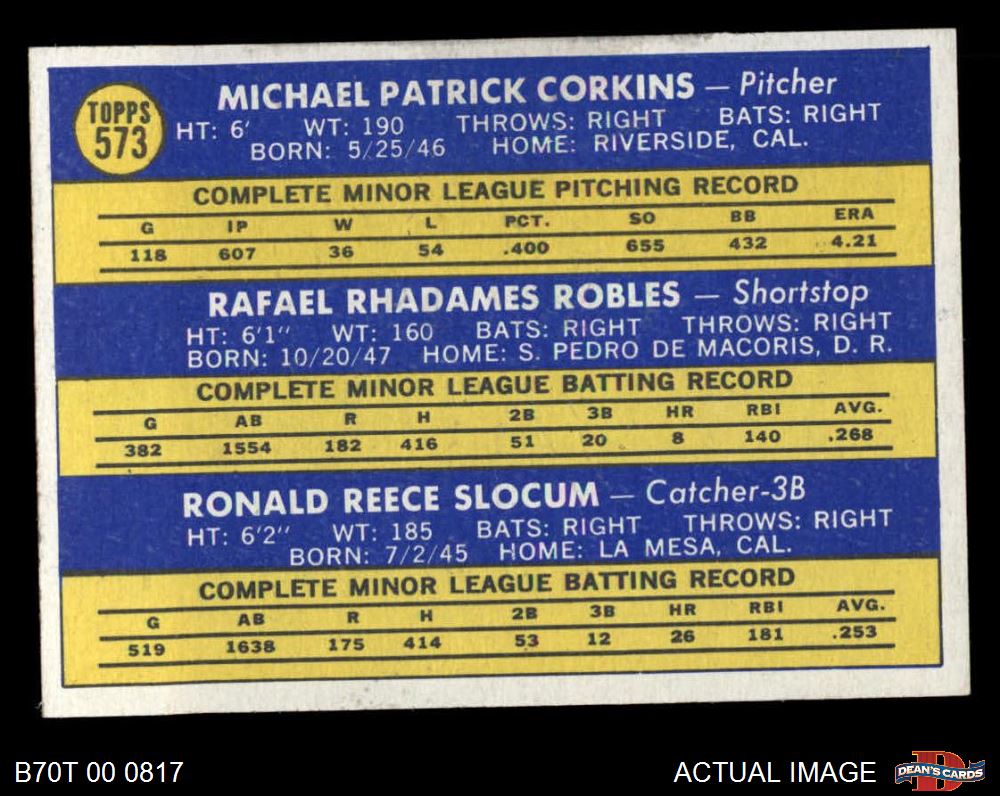 TOPPS
573
MICHAEL PATRICK CORKINS — Pitcher
HT: 6' WT: 190 THROWS: RIGHT BATS: RIGHT
BORN: 5/25/46 HOME: RIVERSIDE, CAL.
COMPLETE MINOR LEAGUE PITCHING RECORD
G IP W L PCT. SO BB ERA
118 607 36 54 .400 655 432 4.21
RAFAEL RHADAMES ROBLES — Shortstop
HT: 6'1" WT: 160 BATS: RIGHT THROWS: RIGHT
BORN: 10/20/47 HOME: S. PEDRO DE MACORIS, D. R.
COMPLETE MINOR LEAGUE BATTING RECORD
G AB R H 2B 3B HR RBI AVG.
382 1554 182 416 51 20 8 140 .268
RONALD REECE SLOCUM — Catcher-3B
HT: 6'2" WT: 185 BATS: RIGHT THROWS: RIGHT
BORN: 7/2/45 HOME: LA MESA, CAL.
COMPLETE MINOR LEAGUE BATTING RECORD
G AB R H 2B 3B HR RBI AVG.
519 1638 175 414 53 12 26 181 .253
B70T 00 0817
ACTUAL IMAGE
D
DEAN'S CARDS